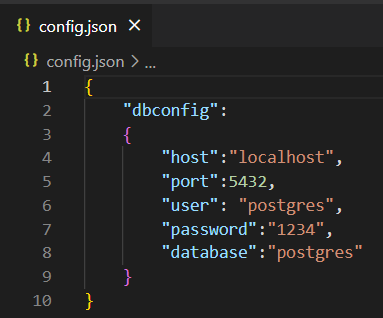 {} config.json ×
{} config.json > ...
1 {
2 "dbconfig":
3 {
4 "host":"localhost",
5 "port":5432,
6 "user": "postgres",
7 "password":"1234",
8 "database":"postgres"
9 }
10 }